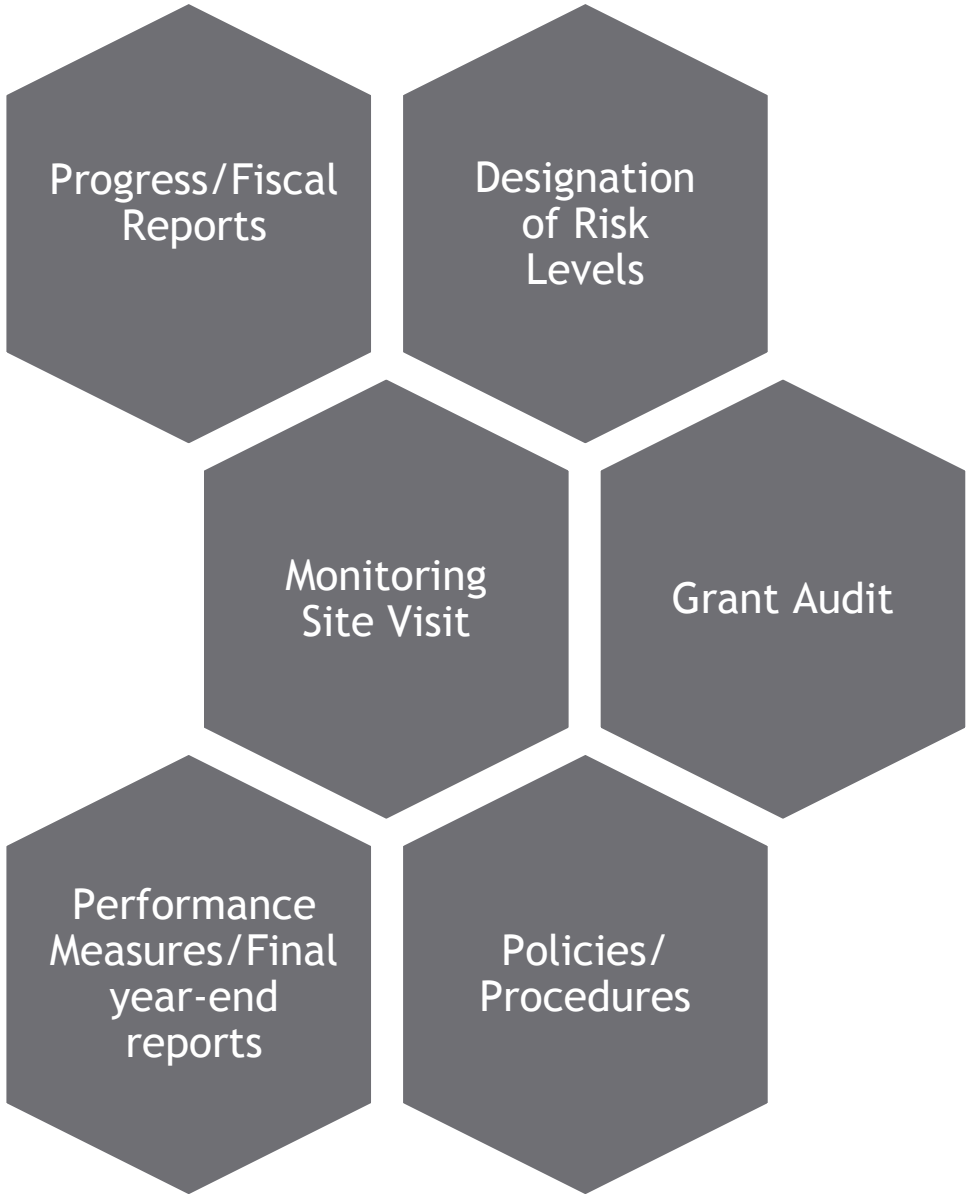 Progress/Fiscal
Reports
Designation
of Risk
Levels
Monitoring
Site Visit
Grant Audit
Performance
Measures/Final
year-end
reports
Policies/
Procedures